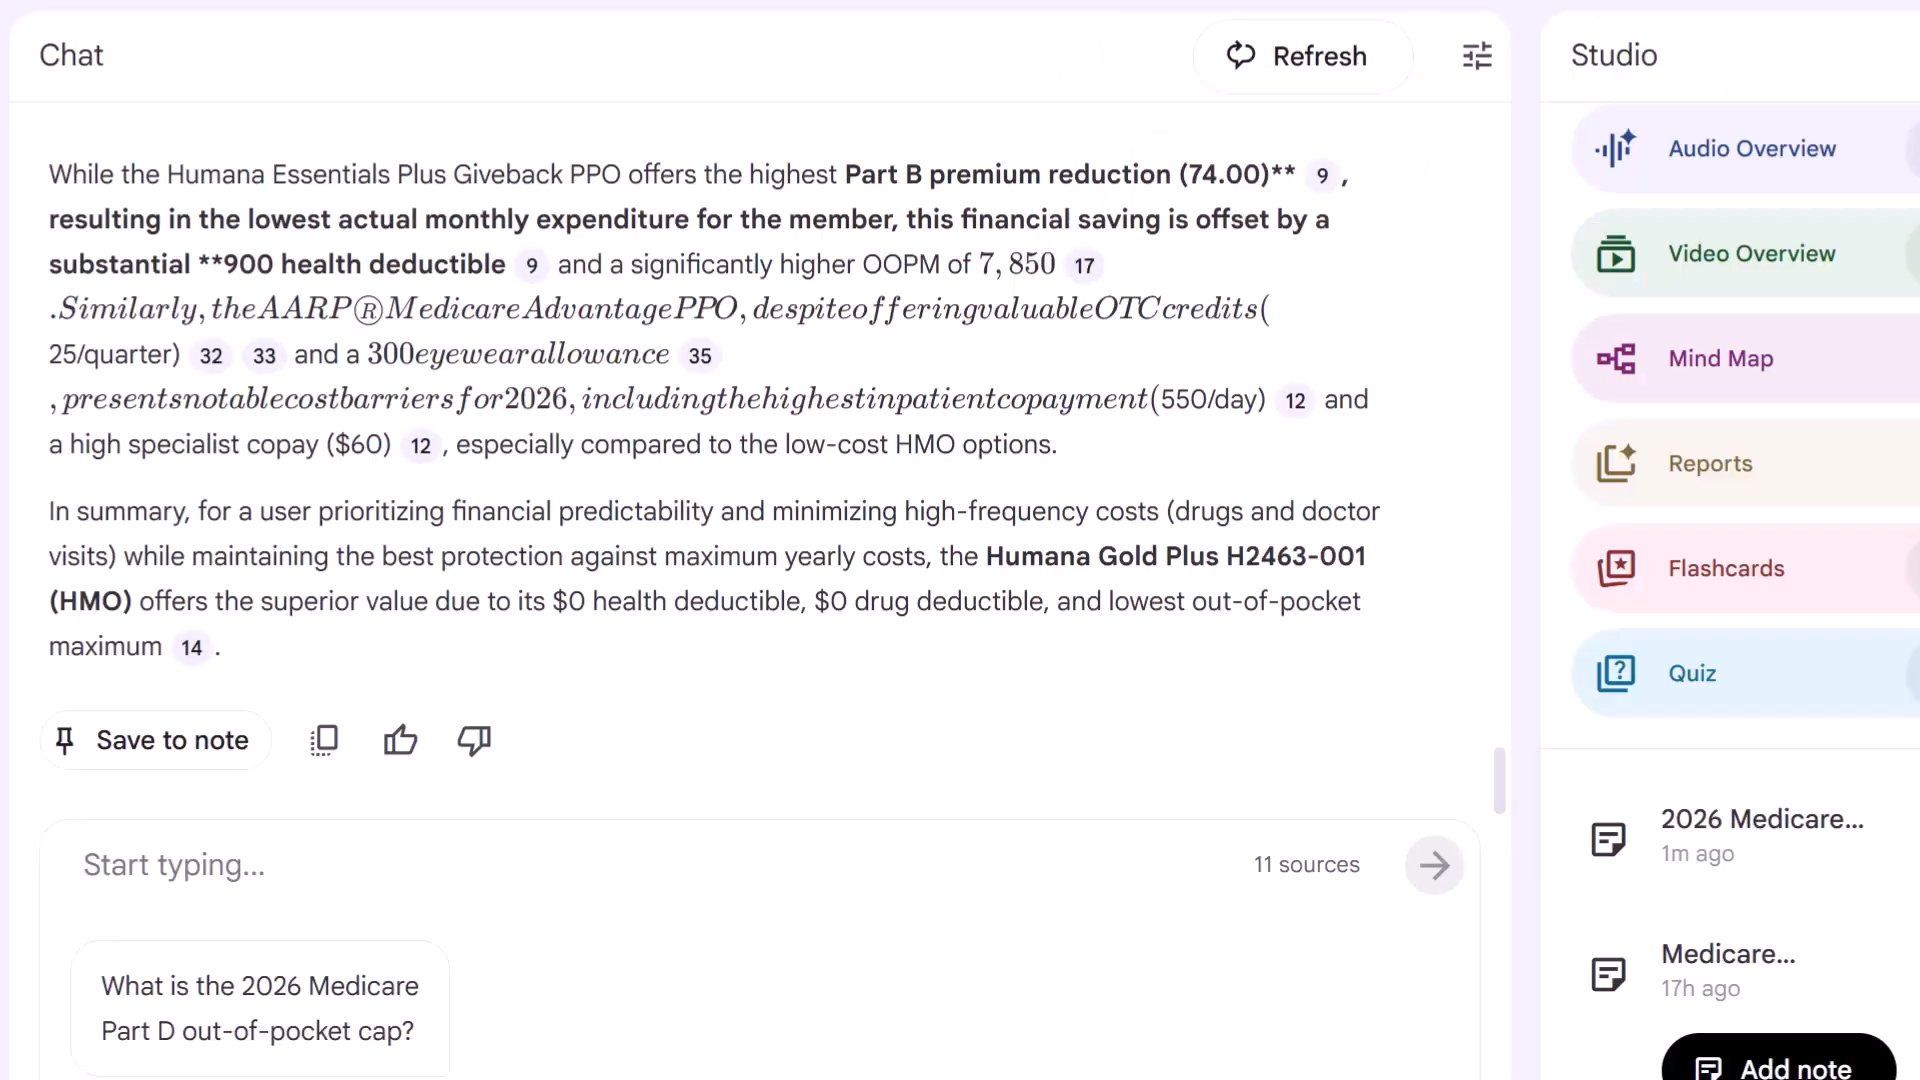 Chat
Refresh
While the Humana Essentials Plus Giveback PPO offers the highest Part B premium reduction (74.00)** 9 ,
resulting in the lowest actual monthly expenditure for the member, this financial saving is offset by a
substantial **900 health deductible 9 and a significantly higher OOPM of 7, 850 17
.Similarly, theAARPⓇMedicareAdvantagePPO, despiteofferingvaluableOTCcredits(
25/quarter) 32 33 and a 300eyewearallowance 35
, presentsnotablecostbarriersfor2026, includingthehighestinpatientcopayment(550/day) 12 and
a high specialist copay ($60) 12 , especially compared to the low-cost HMO options.
In summary, for a user prioritizing financial predictability and minimizing high-frequency costs (drugs and doctor
visits) while maintaining the best protection against maximum yearly costs, the Humana Gold Plus H2463-001
(HMO) offers the superior value due to its $0 health deductible, $0 drug deductible, and lowest out-of-pocket
maximum 14 .
Save to note
Start typing...
11 sources
What is the 2026 Medicare
Part D out-of-pocket cap?
Studio
Audio Overview
Video Overview
Mind Map
Reports
Flashcards
Quiz
2026 Medicare...
1m ago
Medicare...
17h ago
Add note